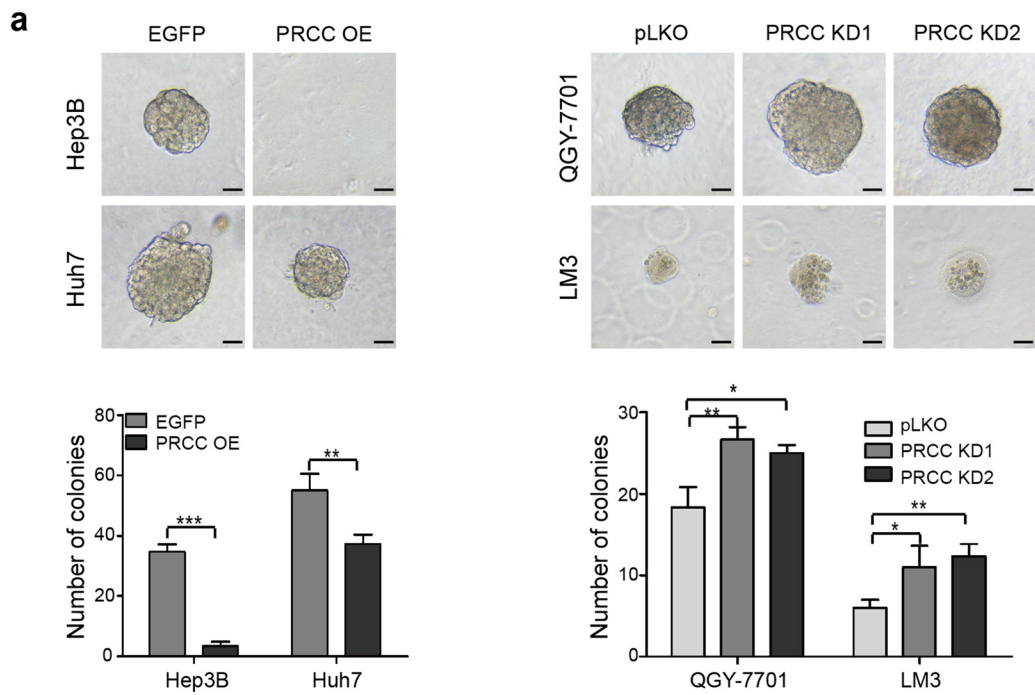 a
EGFP PRCC OE
Hep3B
Huh7
pLKO PRCC KD1 PRCC KD2
QGY-7701
LM3
Number of colonies
80
60
40
20
0
EGFP
PRCC OE
***
**
Hep3B Huh7
Number of colonies
30
20
10
0
pLKO
PRCC KD1
PRCC KD2
*
**
**
*
QGY-7701 LM3